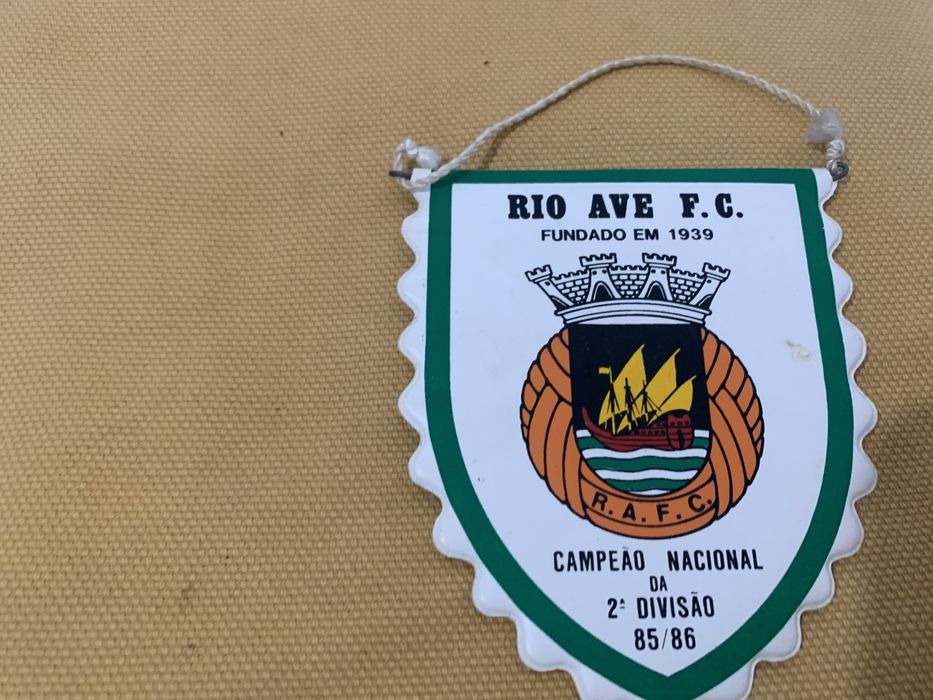 RIO AVE F.C.
FUNDADO EM 1939
R.A.F.C.
CAMPEÃO NACIONAL
DA
2ª DIVISÃO
85/86